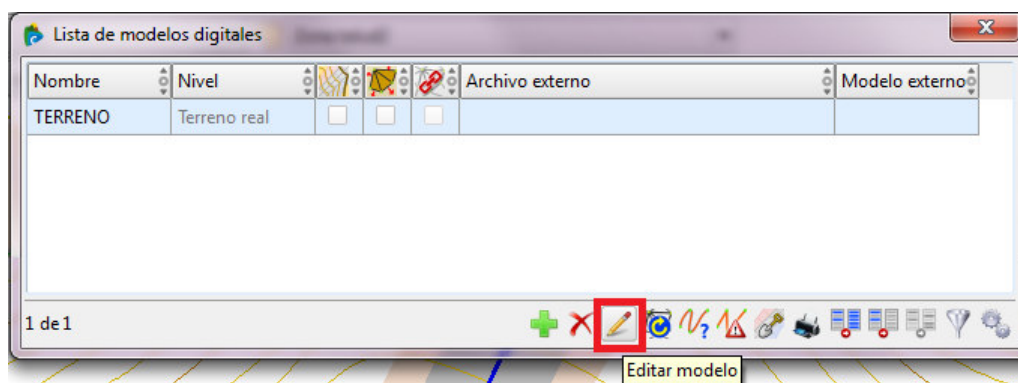 Lista de modelos digitales
Nombre Nivel Archivo externo Modelo externo
TERRENO Terreno real
1 de 1
Editar modelo